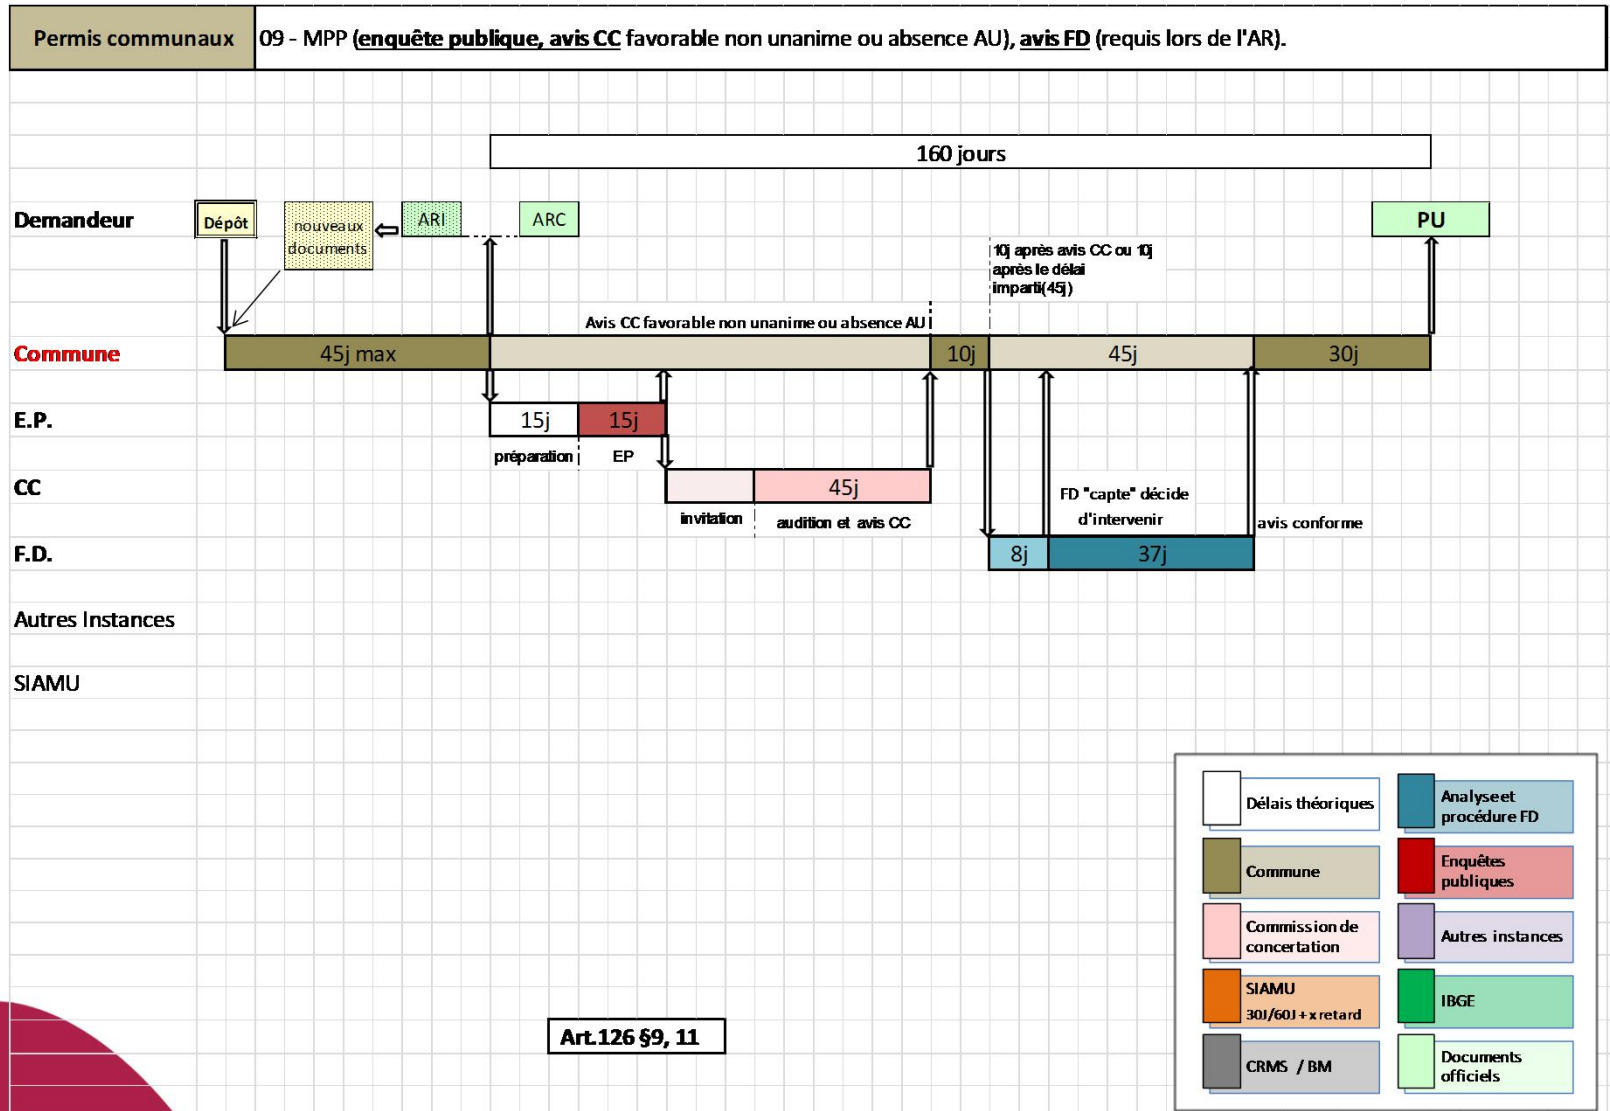 Permis communaux
09 - MPP (enquête publique, avis CC favorable non unanime ou absence AU), avis FD (requis lors de l'AR).
160 jours
Demandeur
Dépôt
nouveaux
documents
ARI
ARC
PU
10j après avis CC ou 10j
après le délai
imparti(45j)
Avis CC favorable non unanime ou absence AU
Commune
45j max
10j
45j
30j
E.P.
15j
15j
préparation
EP
CC
45j
invitation
audition et avis CC
FD "capte" décide
d'intervenir
avis conforme
F.D.
8j
37j
Autres Instances
SIAMU
Délais théoriques
Analyse et
procédure FD
Commune
Enquêtes
publiques
Commission de
concertation
Autres instances
SIAMU
30J/60J + x retard
IBGE
CRMS / BM
Documents
officiels
Art.126 §9, 11